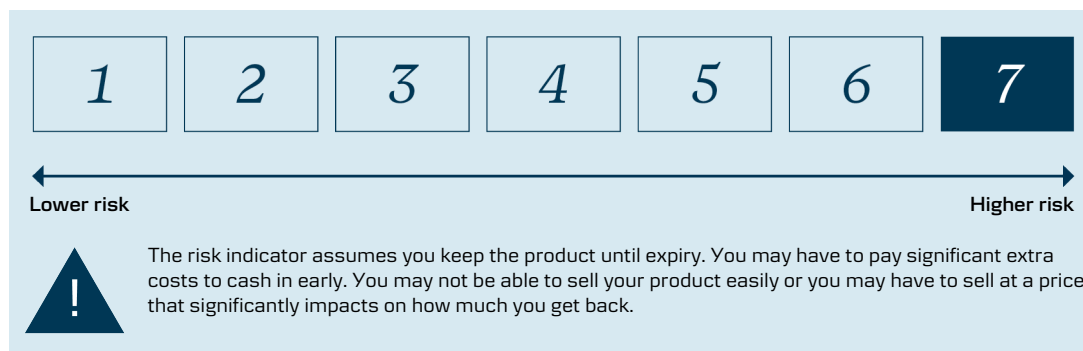 1 2 3 4 5 6 7
Lower risk Higher risk
!
The risk indicator assumes you keep the product until expiry. You may have to pay significant extra
costs to cash in early. You may not be able to sell your product easily or you may have to sell at a price
that significantly impacts on how much you get back.